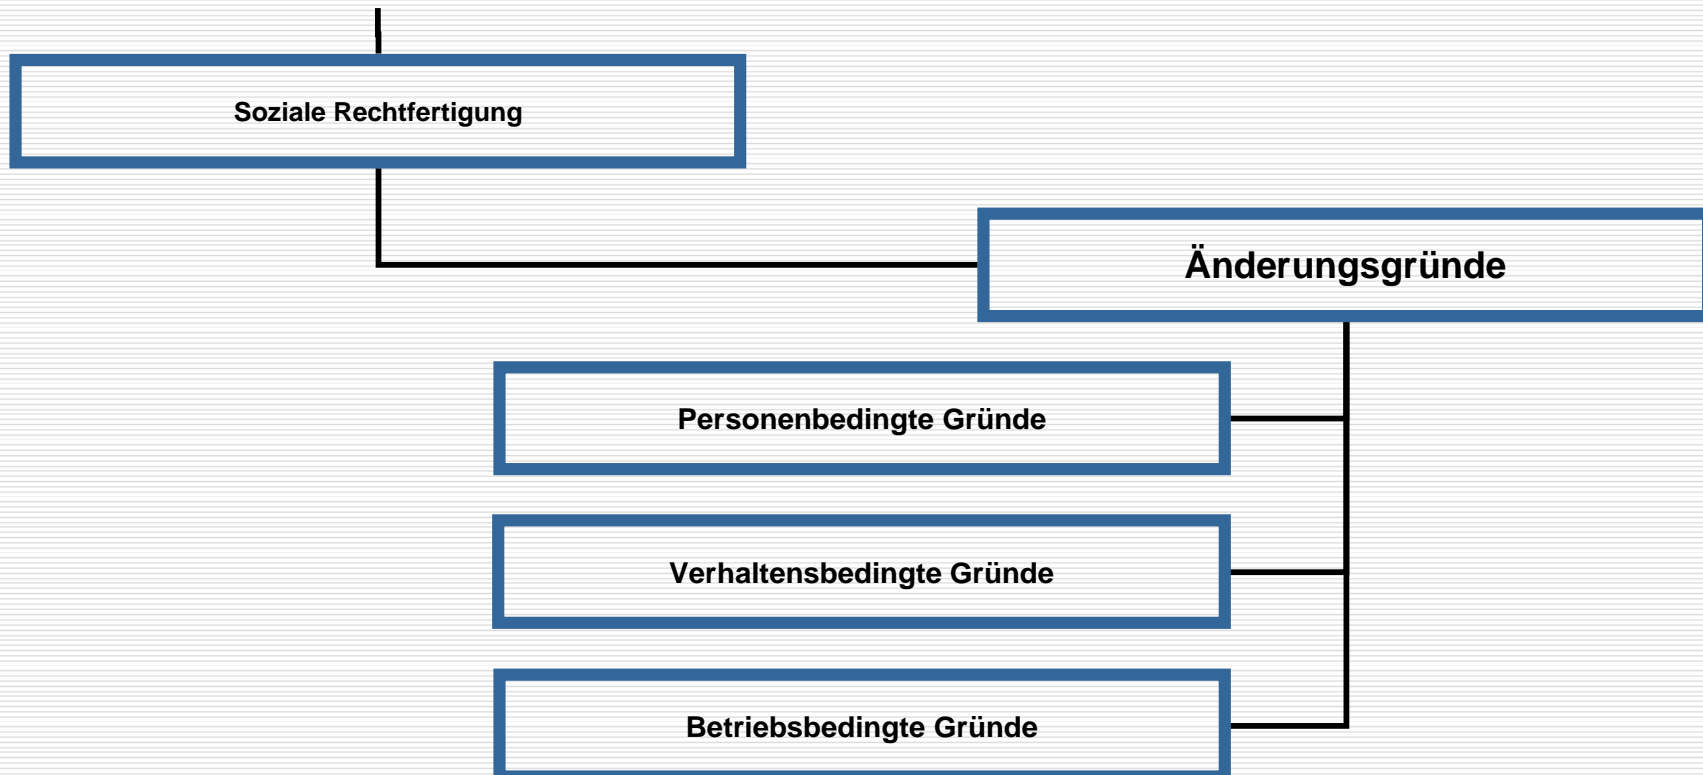 Soziale Rechtfertigung
Änderungsgründe
Personenbedingte Gründe
Verhaltensbedingte Gründe
Betriebsbedingte Gründe